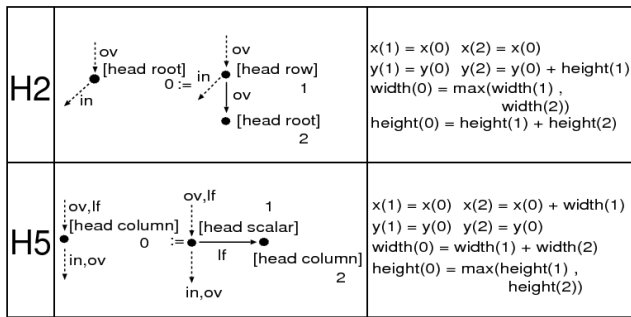 H2
ov
[head root]
0 :=
in
ov
[head row]
in
1
ov
[head root]
2
x(1) = x(0) x(2) = x(0)
y(1) = y(0) y(2) = y(0) + height(1)
width(0) = max(width(1) ,
width(2))
height(0) = height(1) + height(2)
H5
ov,lf
[head column]
0 :=
in,ov
ov,lf
1
[head scalar]
lf
[head column]
2
in,ov
x(1) = x(0) x(2) = x(0) + width(1)
y(1) = y(0) y(2) = y(0)
width(0) = width(1) + width(2)
height(0) = max(height(1) ,
height(2))